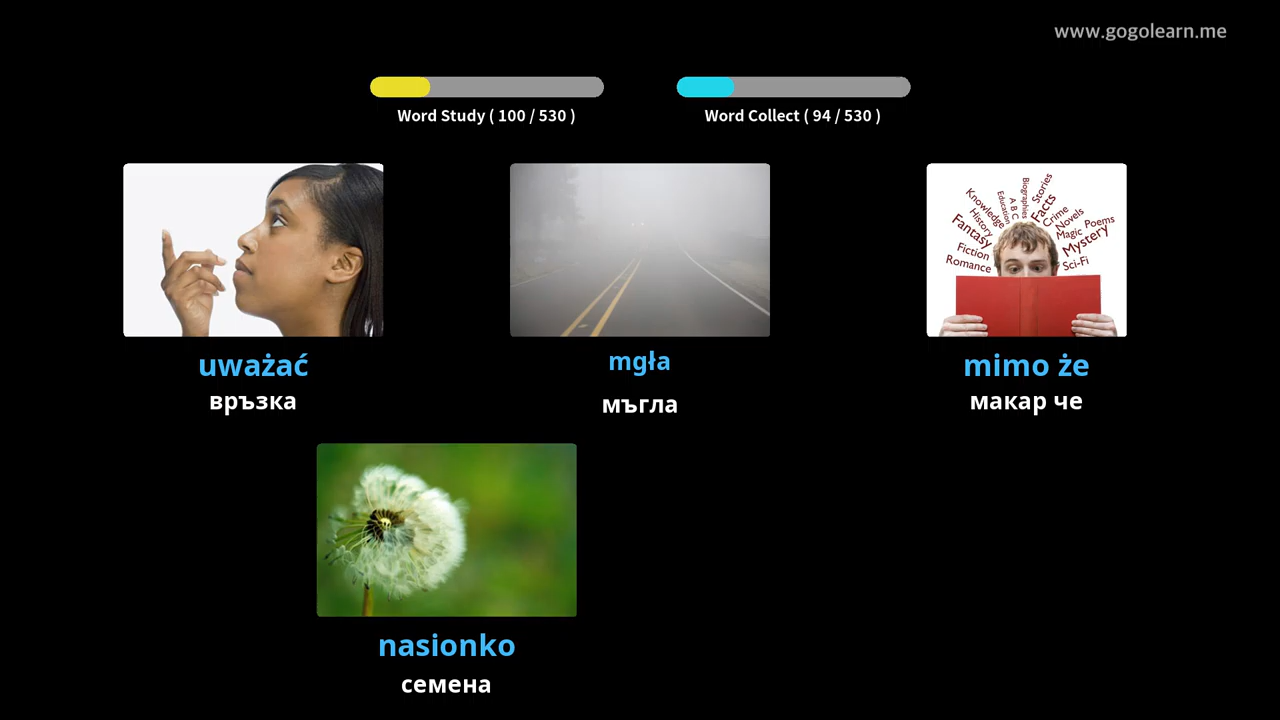 www.gogolearn.me
Word Study ( 100 / 530 )
Word Collect ( 94 / 530 )
Knowledge
History
Fantasy
Fiction
Romance
Education
A B C
Biographies
Stories
Facts
Crime
Novels
Magic
Poems
Mystery
Sci-Fi
uważać
връзка
mgła
мъгла
mimo że
макар че
nasionko
семена